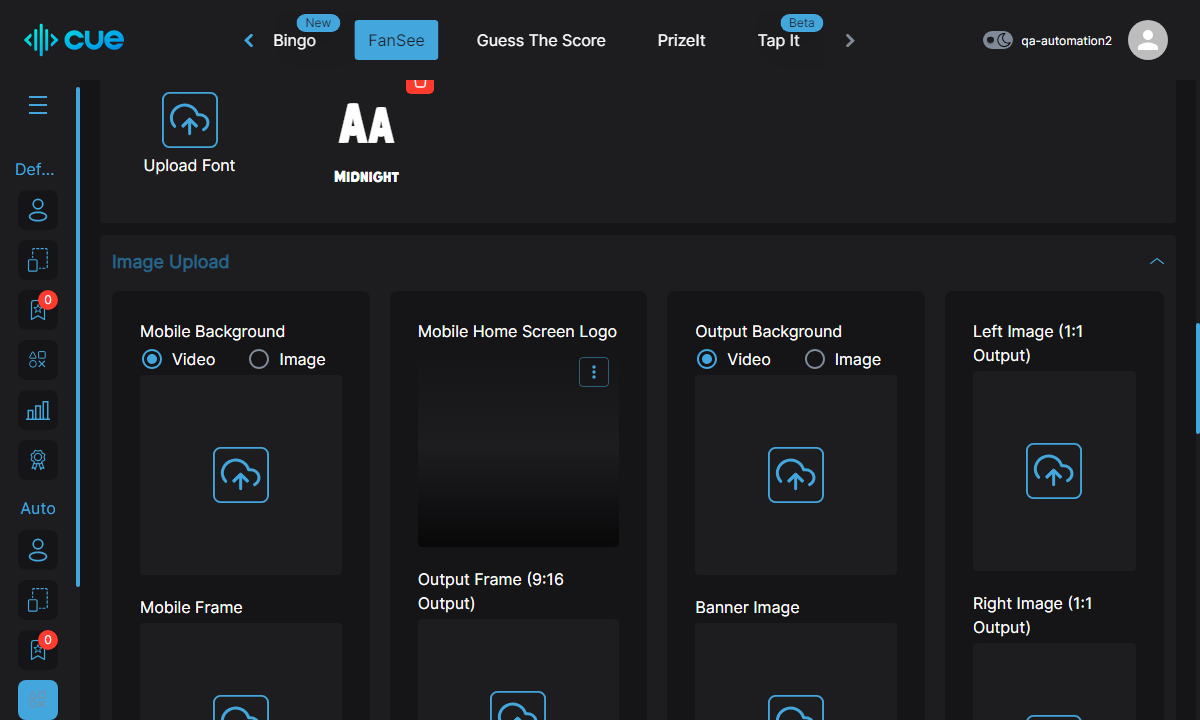 cue
Bingo
New
FanSee
Guess The Score
PrizeIt
Tap It
Beta
qa-automation2
Def...
0
Auto
0
Upload Font
AA
MIDNIGHT
Image Upload
Mobile Background
Video
Image
Mobile Home Screen Logo
Output Background
Video
Image
Left Image (1:1
Output)
Mobile Frame
Output Frame (9:16
Output)
Banner Image
Right Image (1:1
Output)